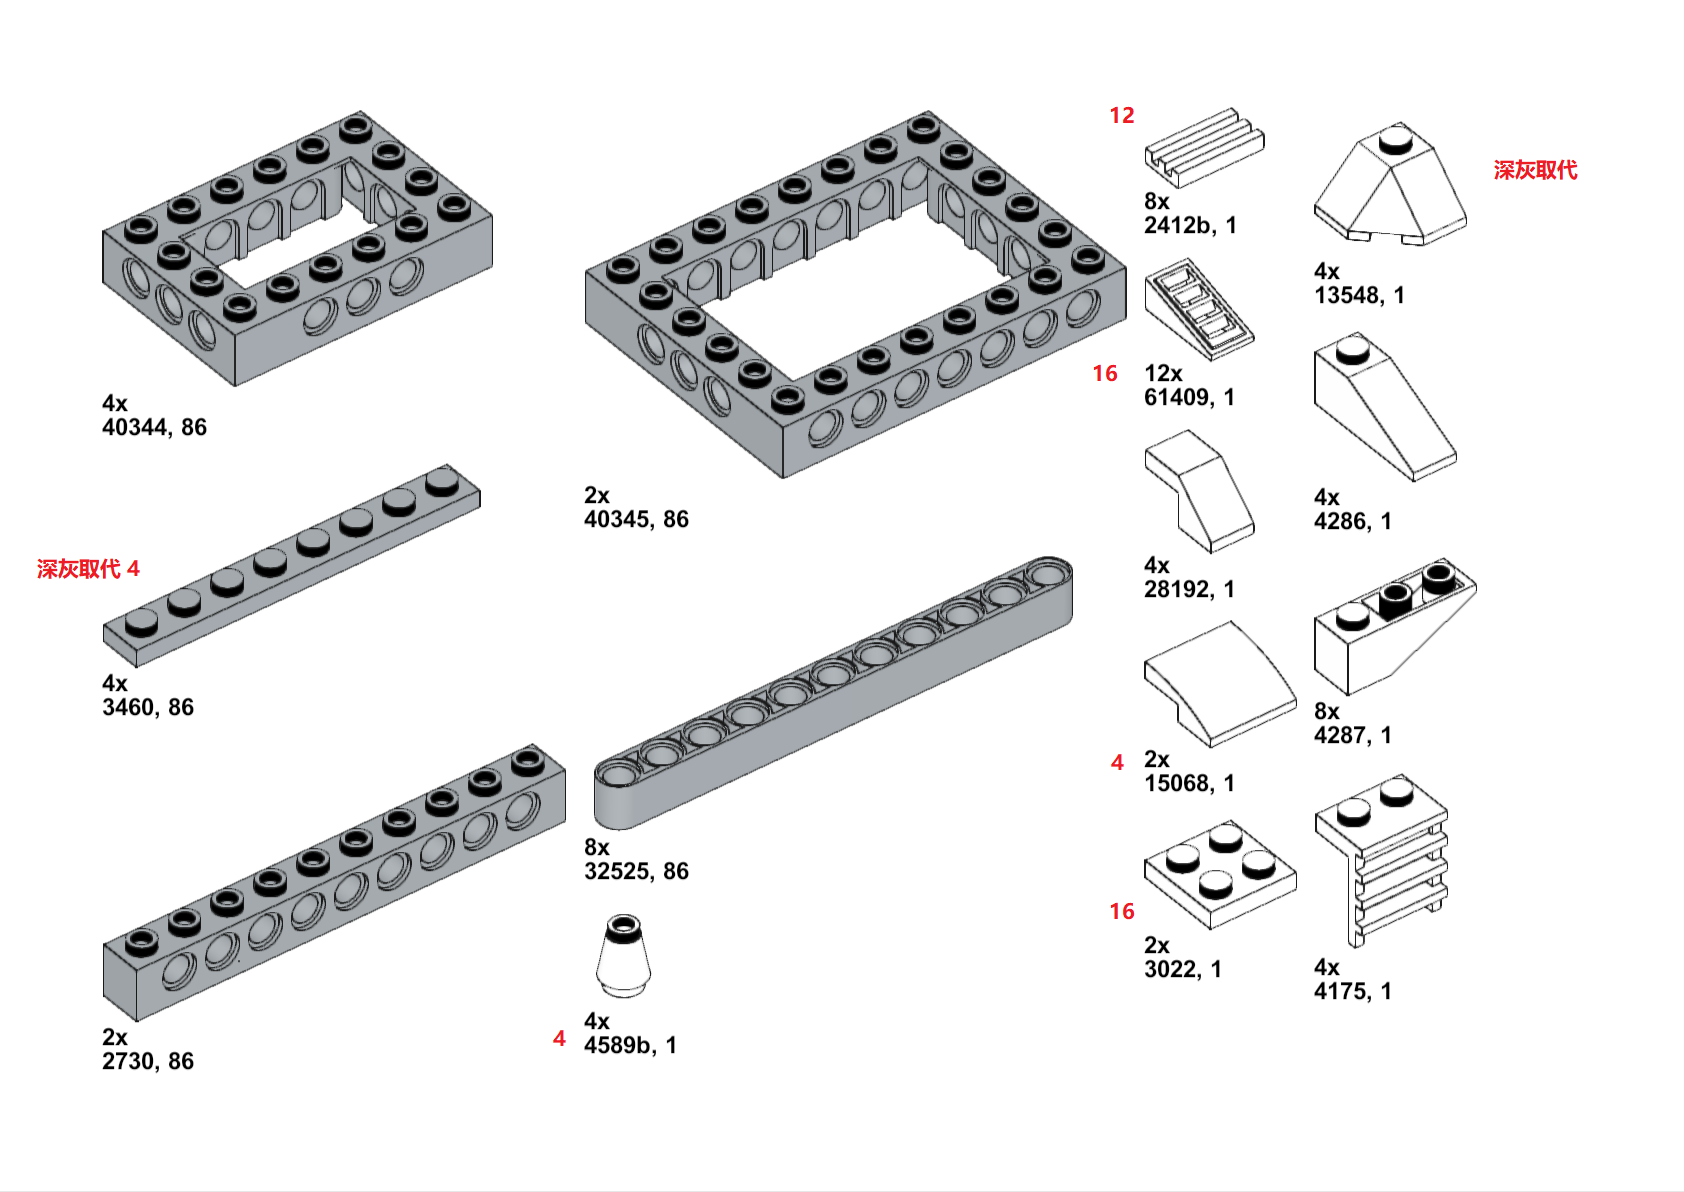 4x
40344, 86
深灰取代 4
4x
3460, 86
2x
2730, 86
2x
40345, 86
8x
32525, 86
4
4x
4589b, 1
12
8x
2412b, 1
16
12x
61409, 1
4x
28192, 1
4
2x
15068, 1
16
2x
3022, 1
深灰取代
4x
13548, 1
4x
4286, 1
8x
4287, 1
4x
4175, 1